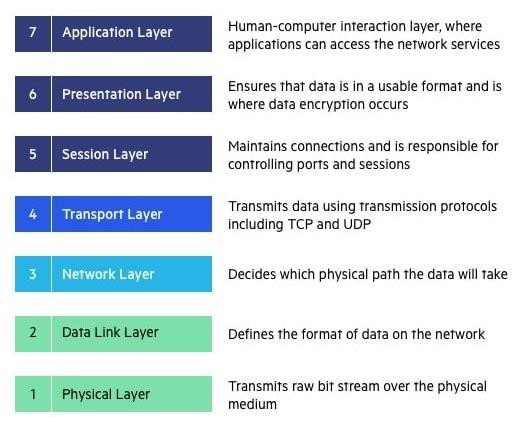 7 Application Layer
Human-computer interaction layer, where
applications can access the network services
6 Presentation Layer
Ensures that data is in a usable format and is
where data encryption occurs
5 Session Layer
Maintains connections and is responsible for
controlling ports and sessions
4 Transport Layer
Transmits data using transmission protocols
including TCP and UDP
3 Network Layer
Decides which physical path the data will take
2 Data Link Layer
Defines the format of data on the network
1 Physical Layer
Transmits raw bit stream over the physical
medium